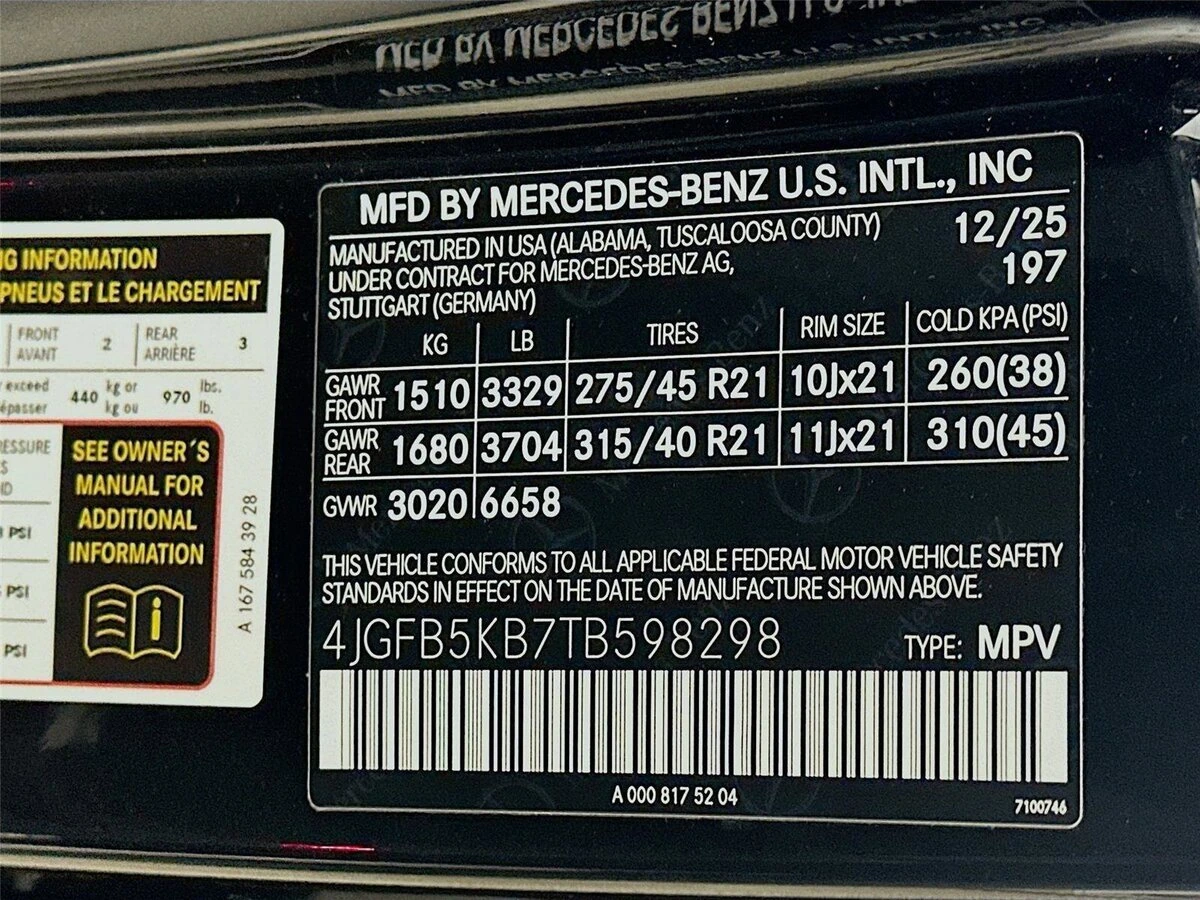 MFD BY MERCEDES-BENZ U.S. INTL., INC
MANUFACTURED IN USA (ALABAMA, TUSCALOOSA COUNTY) 12/25
UNDER CONTRACT FOR MERCEDES-BENZ AG, 197
STUTTGART (GERMANY)
KG LB TIRES RIM SIZE COLD KPA (PSI)
GAWR FRONT 1510 3329 275/45 R21 10Jx21 260(38)
GAWR REAR 1680 3704 315/40 R21 11Jx21 310(45)
GVWR 3020 6658
THIS VEHICLE CONFORMS TO ALL APPLICABLE FEDERAL MOTOR VEHICLE SAFETY
STANDARDS IN EFFECT ON THE DATE OF MANUFACTURE SHOWN ABOVE.
4JGFB5KB7TB598298 TYPE: MPV
A 000 817 52 04
7100746
INFORMATION
PNEUS ET LE CHARGEMENT
FRONT 2 REAR 3
AVANT ARRIÈRE
exceed 440 kg or 970 lbs.
kg ou lb.
SEE OWNER´S
MANUAL FOR
ADDITIONAL
INFORMATION
PSI
PSI
PSI
A 167 584 39 28